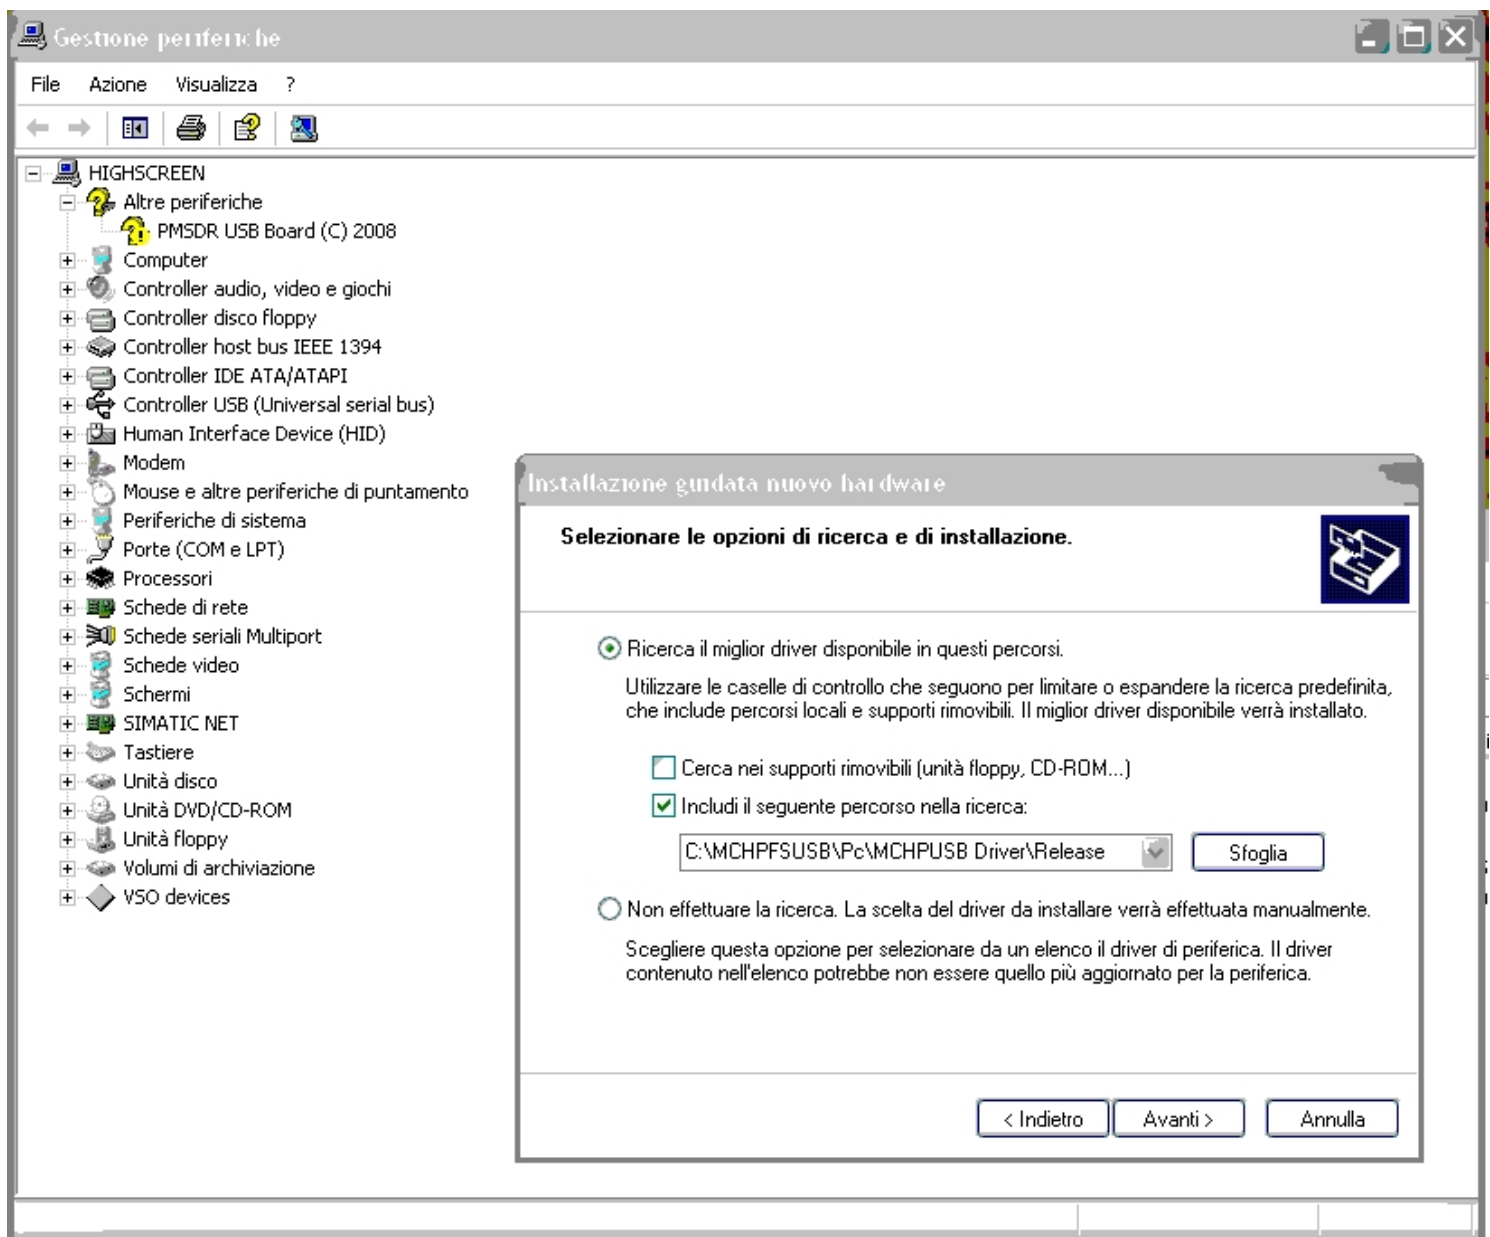 Gestione periferiche
File Azione Visualizza ?
HIGHSCREEN
Altre periferiche
PMSDR USB Board (C) 2008
Computer
Controller audio, video e giochi
Controller disco floppy
Controller host bus IEEE 1394
Controller IDE ATA/ATAPI
Controller USB (Universal serial bus)
Human Interface Device (HID)
Modem
Mouse e altre periferiche di puntamento
Periferiche di sistema
Porte (COM e LPT)
Processori
Schede di rete
Schede seriali Multiport
Schede video
Schermi
SIMATIC NET
Tastiere
Unità disco
Unità DVD/CD-ROM
Unità floppy
Volumi di archiviazione
VSO devices
Installazione guidata nuovo hardware
Selezionare le opzioni di ricerca e di installazione.
Ricerca il miglior driver disponibile in questi percorsi.
Utilizzare le caselle di controllo che seguono per limitare o espandere la ricerca predefinita,
che include percorsi locali e supporti rimovibili. Il miglior driver disponibile verrà installato.
Cerca nei supporti rimovibili (unità floppy, CD-ROM...)
Includi il seguente percorso nella ricerca:
C:\MCHPFSUSB\Pc\MCHPUSB Driver\Release
Sfoglia
Non effettuare la ricerca. La scelta del driver da installare verrà effettuata manualmente.
Scegliere questa opzione per selezionare da un elenco il driver di periferica. Il driver
contenuto nell'elenco potrebbe non essere quello più aggiornato per la periferica.
< Indietro Avanti > Annulla